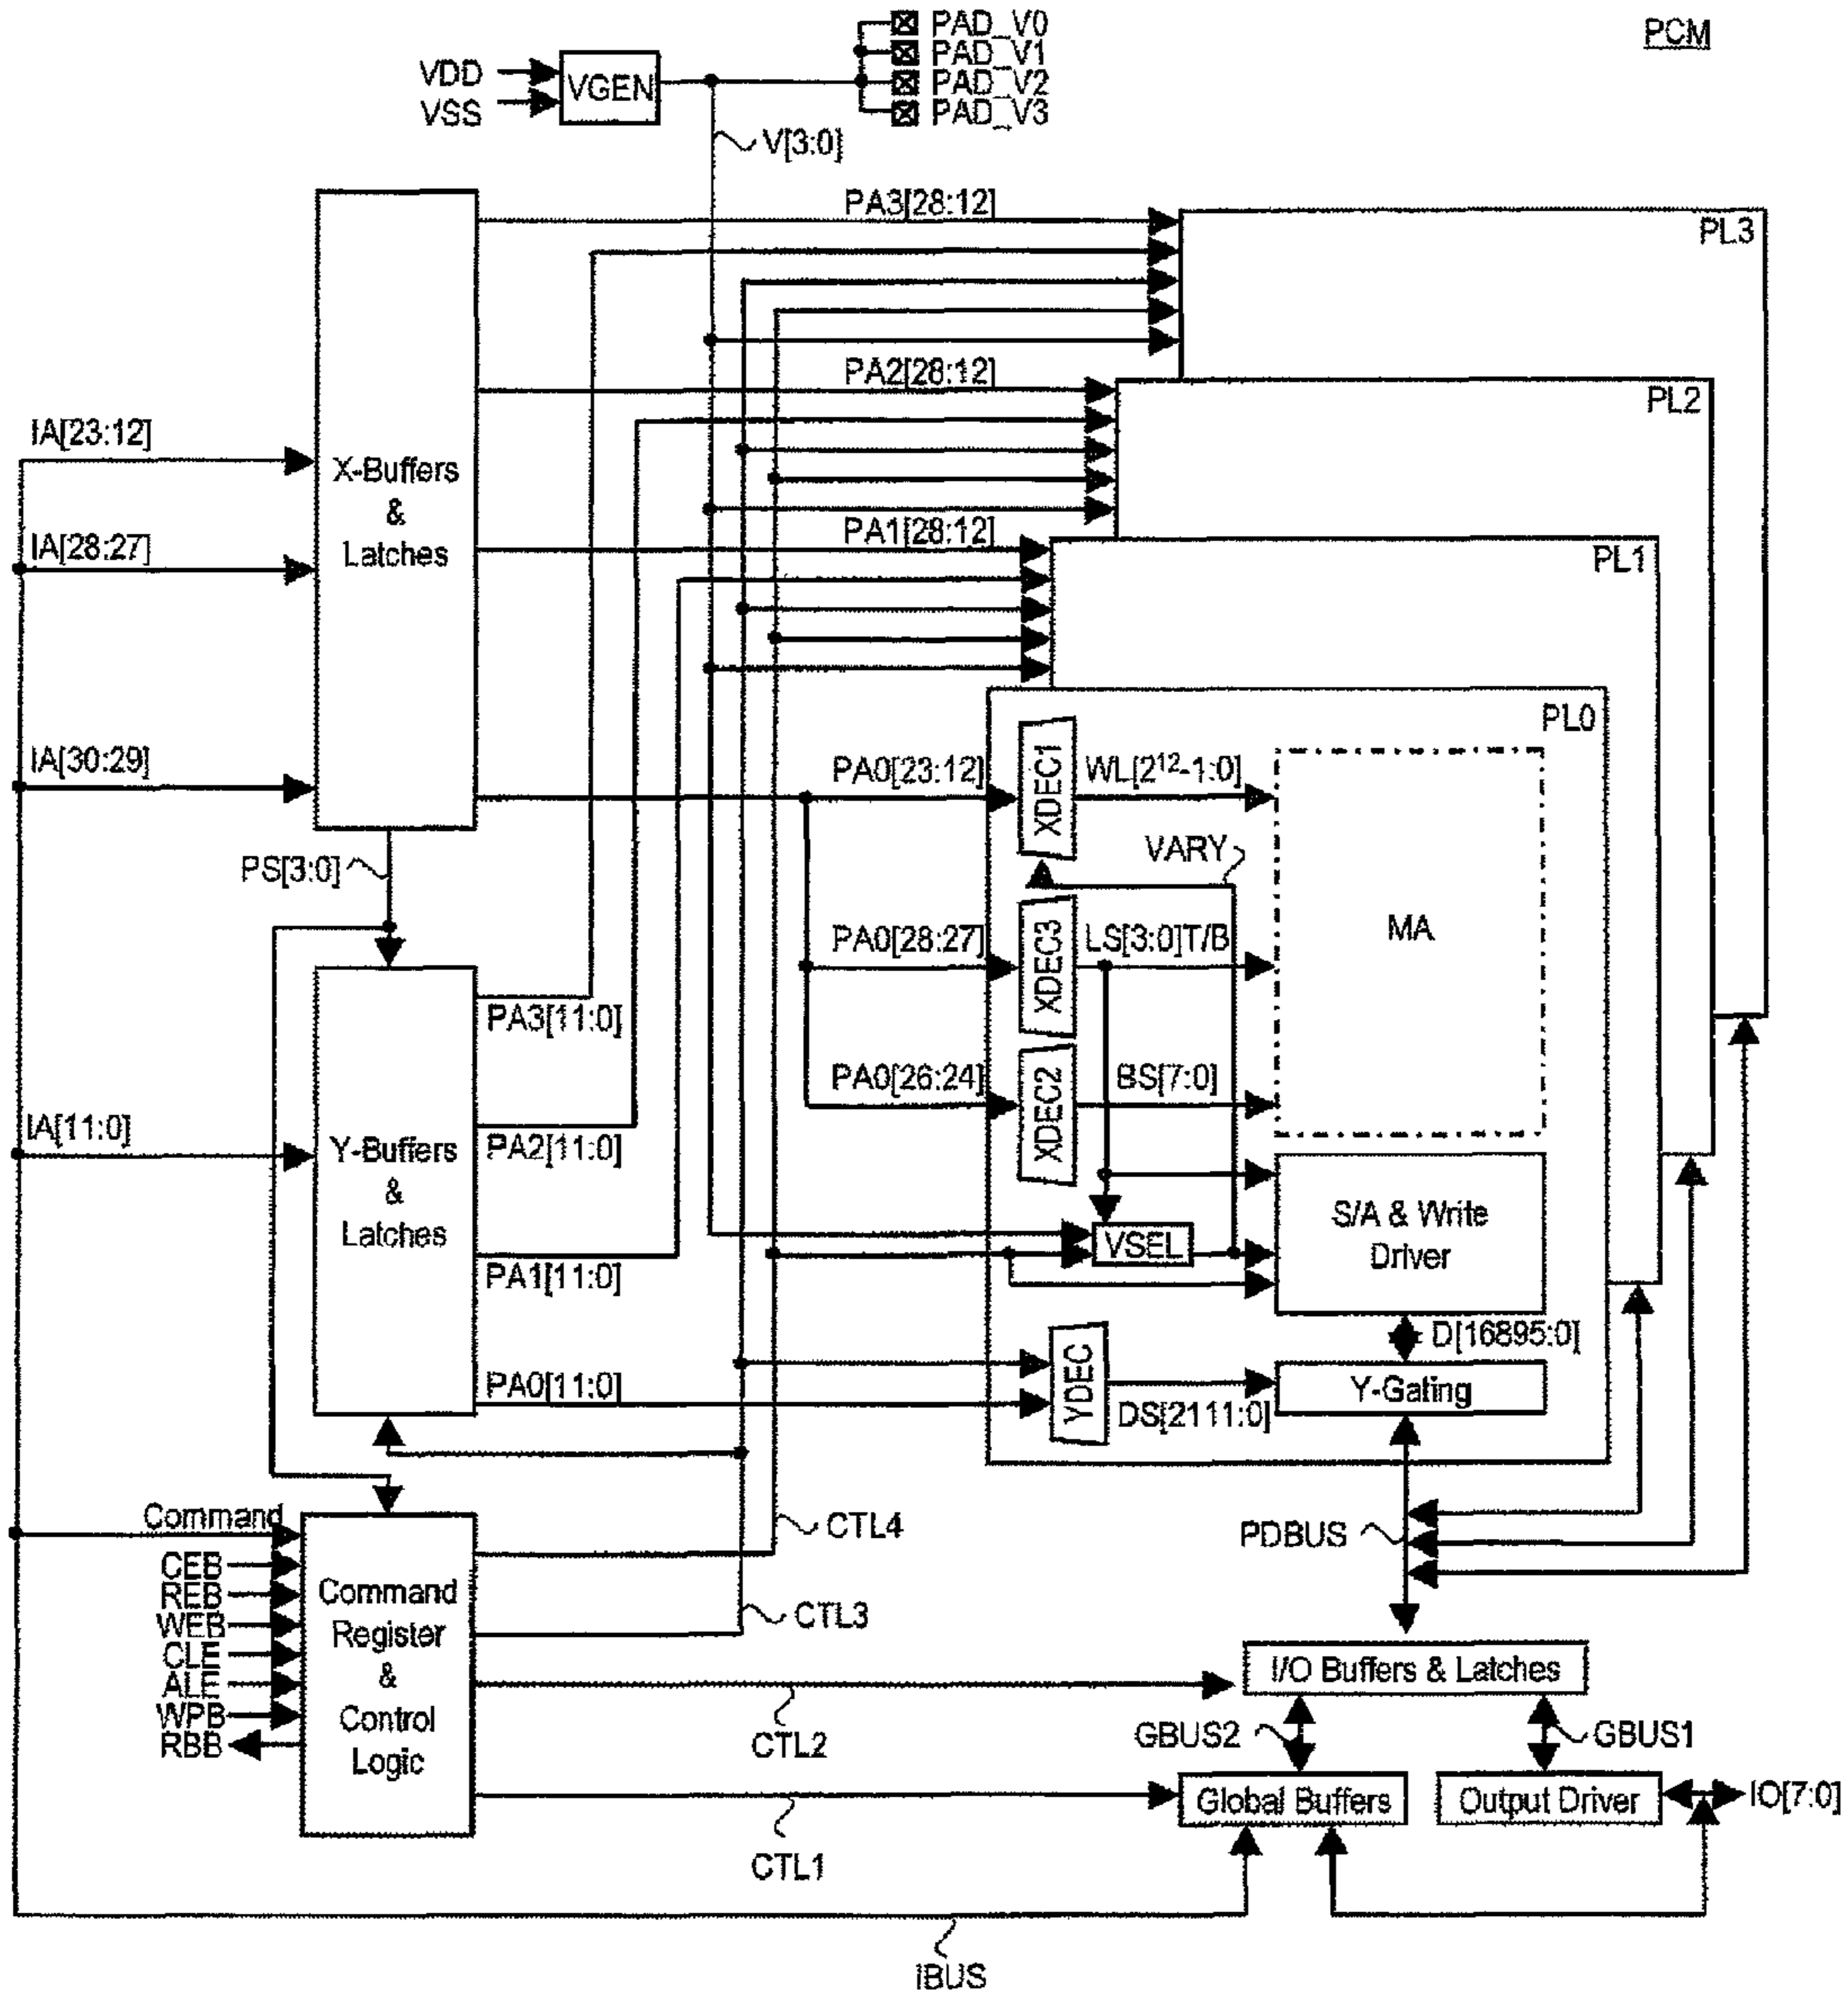 PCM
PAD_V0
PAD_V1
PAD_V2
PAD_V3
VDD
VSS
VGEN
V[3:0]
PA3[28:12]
PL3
PA2[28:12]
PL2
IA[23:12]
X-Buffers
&
Latches
IA[28:27]
PA1[28:12]
PL1
IA[30:29]
PL0
PA0[23:12]
XDEC1
WL[2¹²-1:0]
VARY
PS[3:0]
MA
PA0[28:27]
XDEC3
LS[3:0]T/B
PA3[11:0]
PA0[26:24]
XDEC2
BS[7:0]
IA[11:0]
Y-Buffers
&
Latches
PA2[11:0]
S/A & Write
Driver
VSEL
PA1[11:0]
D[16895:0]
PA0[11:0]
YDEC
DS[2111:0]
Y-Gating
Command
CEB
REB
WEB
CLE
ALE
WPB
RBB
Command
Register
&
Control
Logic
CTL4
PDBUS
CTL3
I/O Buffers & Latches
CTL2
GBUS2
GBUS1
Global Buffers
Output Driver
IO[7:0]
CTL1
IBUS